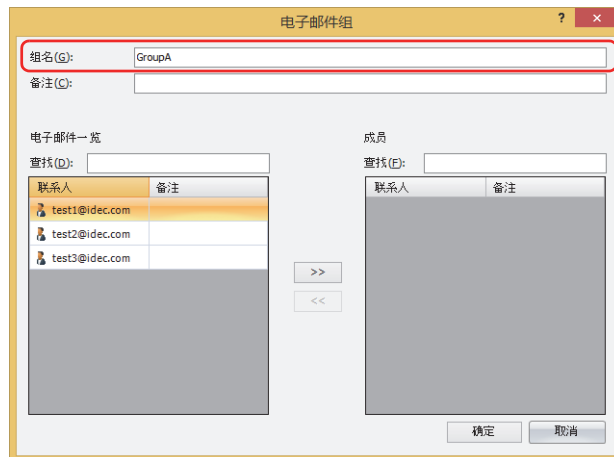 电子邮件组 ? ×
组名(G): GroupA
备注(C):
电子邮件一览 成员
查找(D): 查找(F):
联系人 备注 联系人 备注
test1@idec.com
test2@idec.com
test3@idec.com
>>
<<
确定 取消